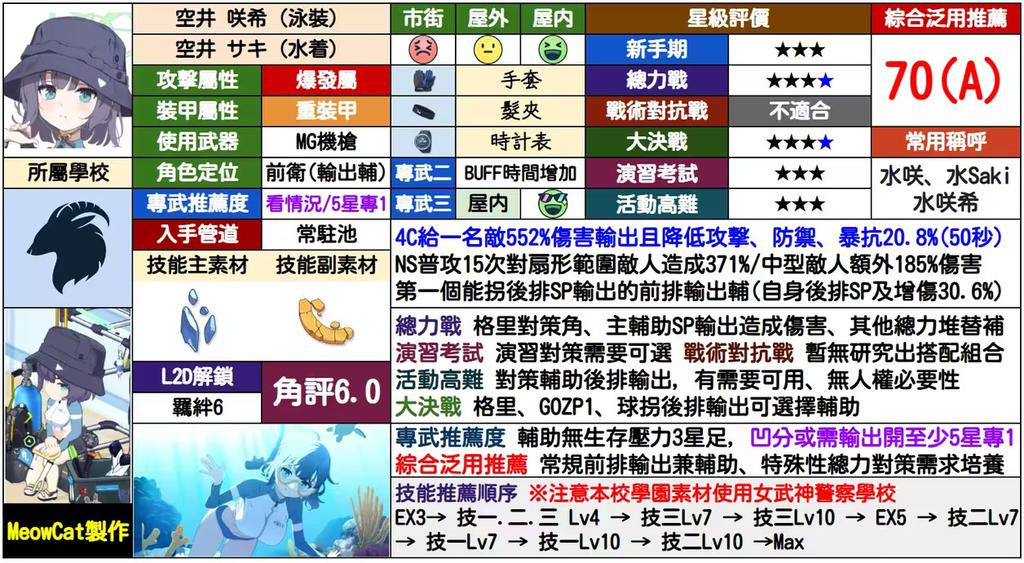 空井 咲希（泳裝）
市街 屋外 屋内 星級評價 綜合泛用推薦
空井 サキ（水着）
新手期 ★★★
70(A)
攻擊屬性 爆發屬 手套 總力戰 ★★★★
裝甲屬性 重裝甲 髮夾 戰術對抗戰 不適合
使用武器 MG機槍 時計表 大決戰 ★★★★ 常用稱呼
所屬學校 角色定位 前衛(輸出輔) 專武二 BUFF時間增加 演習考試 ★★★ 水咲、水Saki
水咲希
專武推薦度 看情況/5星專1 專武三 屋内 活動高難 ★★★
入手管道 常駐池
4C給一名敵552%傷害輸出且降低攻擊、防禦、暴抗20.8%(50秒)
NS普攻15次對扇形範圍敵人造成371%/中型敵人額外185%傷害
第一個能拐後排SP輸出的前排輸出輔(自身後排SP及增傷30.6%)
技能主素材 技能副素材
總力戰 格里對策角、主輔助SP輸出造成傷害、其他總力堆替補
演習考試 演習對策需要可選 戰術對抗戰 暫無研究出搭配組合
活動高難 對策輔助後排輸出, 有需要可用、無人權必要性
大決戰 格里、GOZP1、球拐後排輸出可選擇輔助
L2D解鎖
羈絆6
角評6.0
專武推薦度 輔助無生存壓力3星足, 凹分或需輸出開至少5星專1
綜合泛用推薦 常規前排輸出兼輔助、特殊性總力對策需求培養
技能推薦順序 ※注意本校學園素材使用女武神警察學校
EX3→ 技一.二.三 Lv4 → 技三Lv7 → 技三Lv10 → EX5 → 技二Lv7
→ 技一Lv7 → 技一Lv10 → 技二Lv10 →Max
MeowCat製作